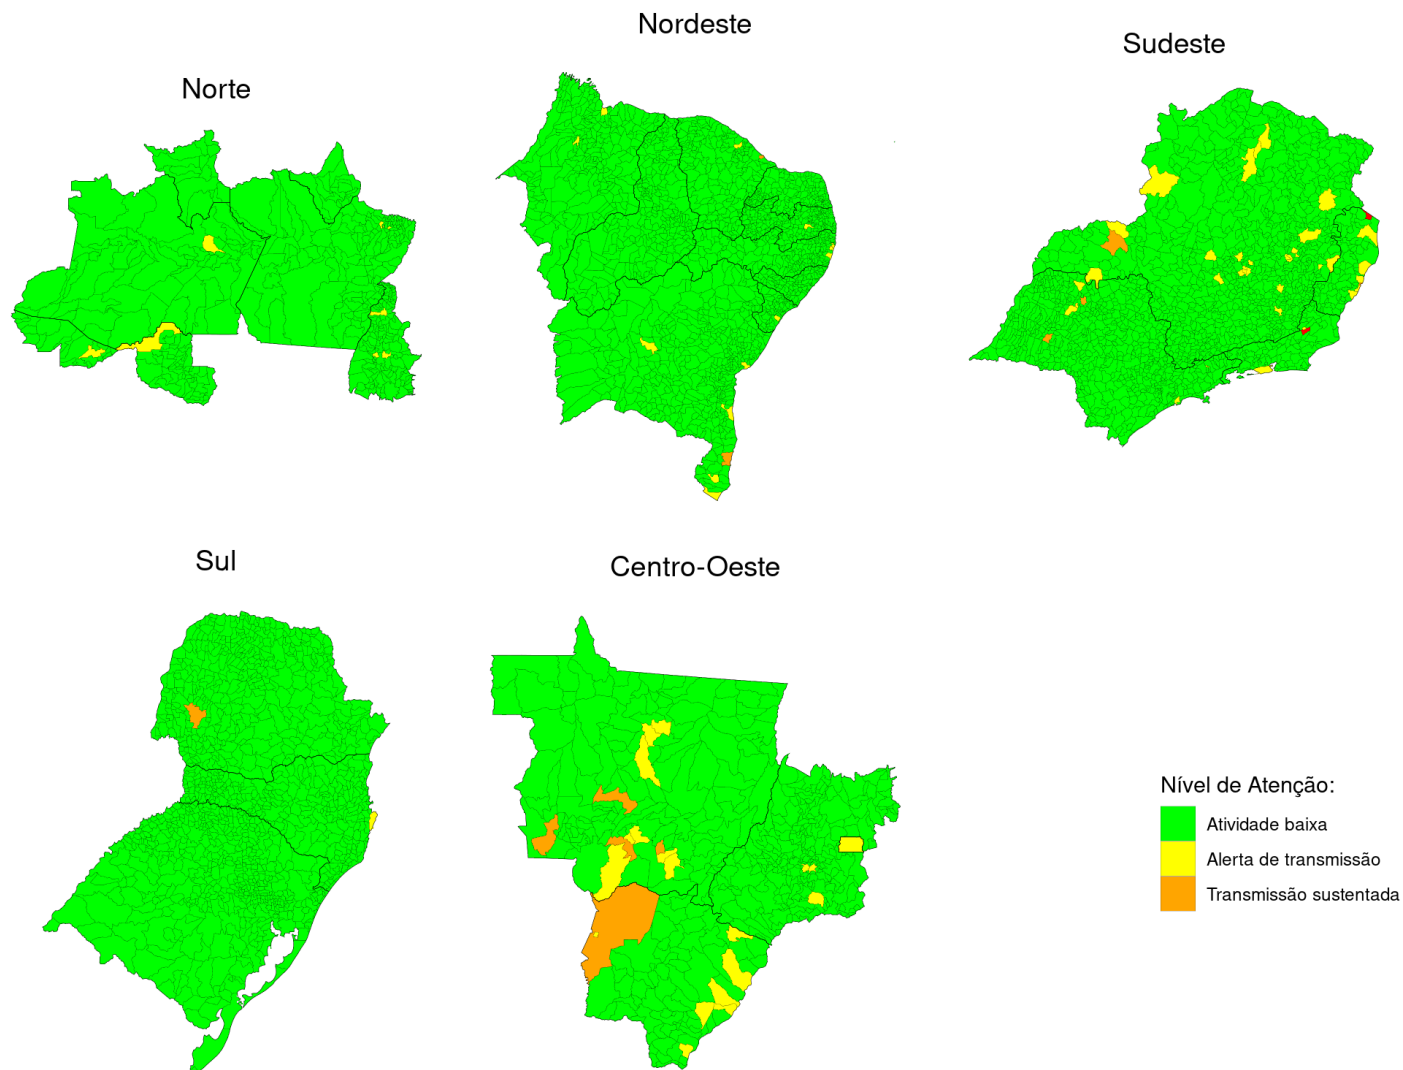 Nordeste
Sudeste
Norte
Sul
Centro-Oeste
Nível de Atenção:
Atividade baixa
Alerta de transmissão
Transmissão sustentada